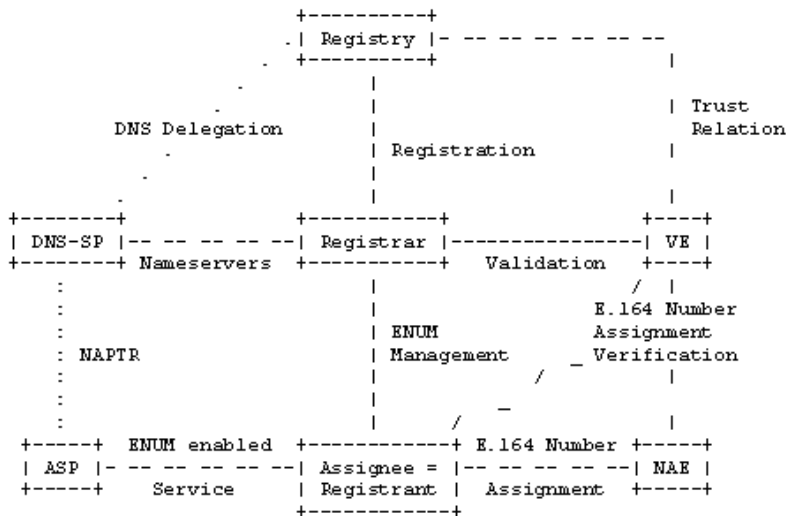 Registry
Trust
DNS Delegation
Relation
Registration
DNS-SP
Registrar
VE
Nameservers
Validation
E.164 Number
ENUM
Assignment
NAPTR
Management
Verification
ENUM enabled
E.164 Number
ASP
Assignee =
NAE
Service
Registrant
Assignment